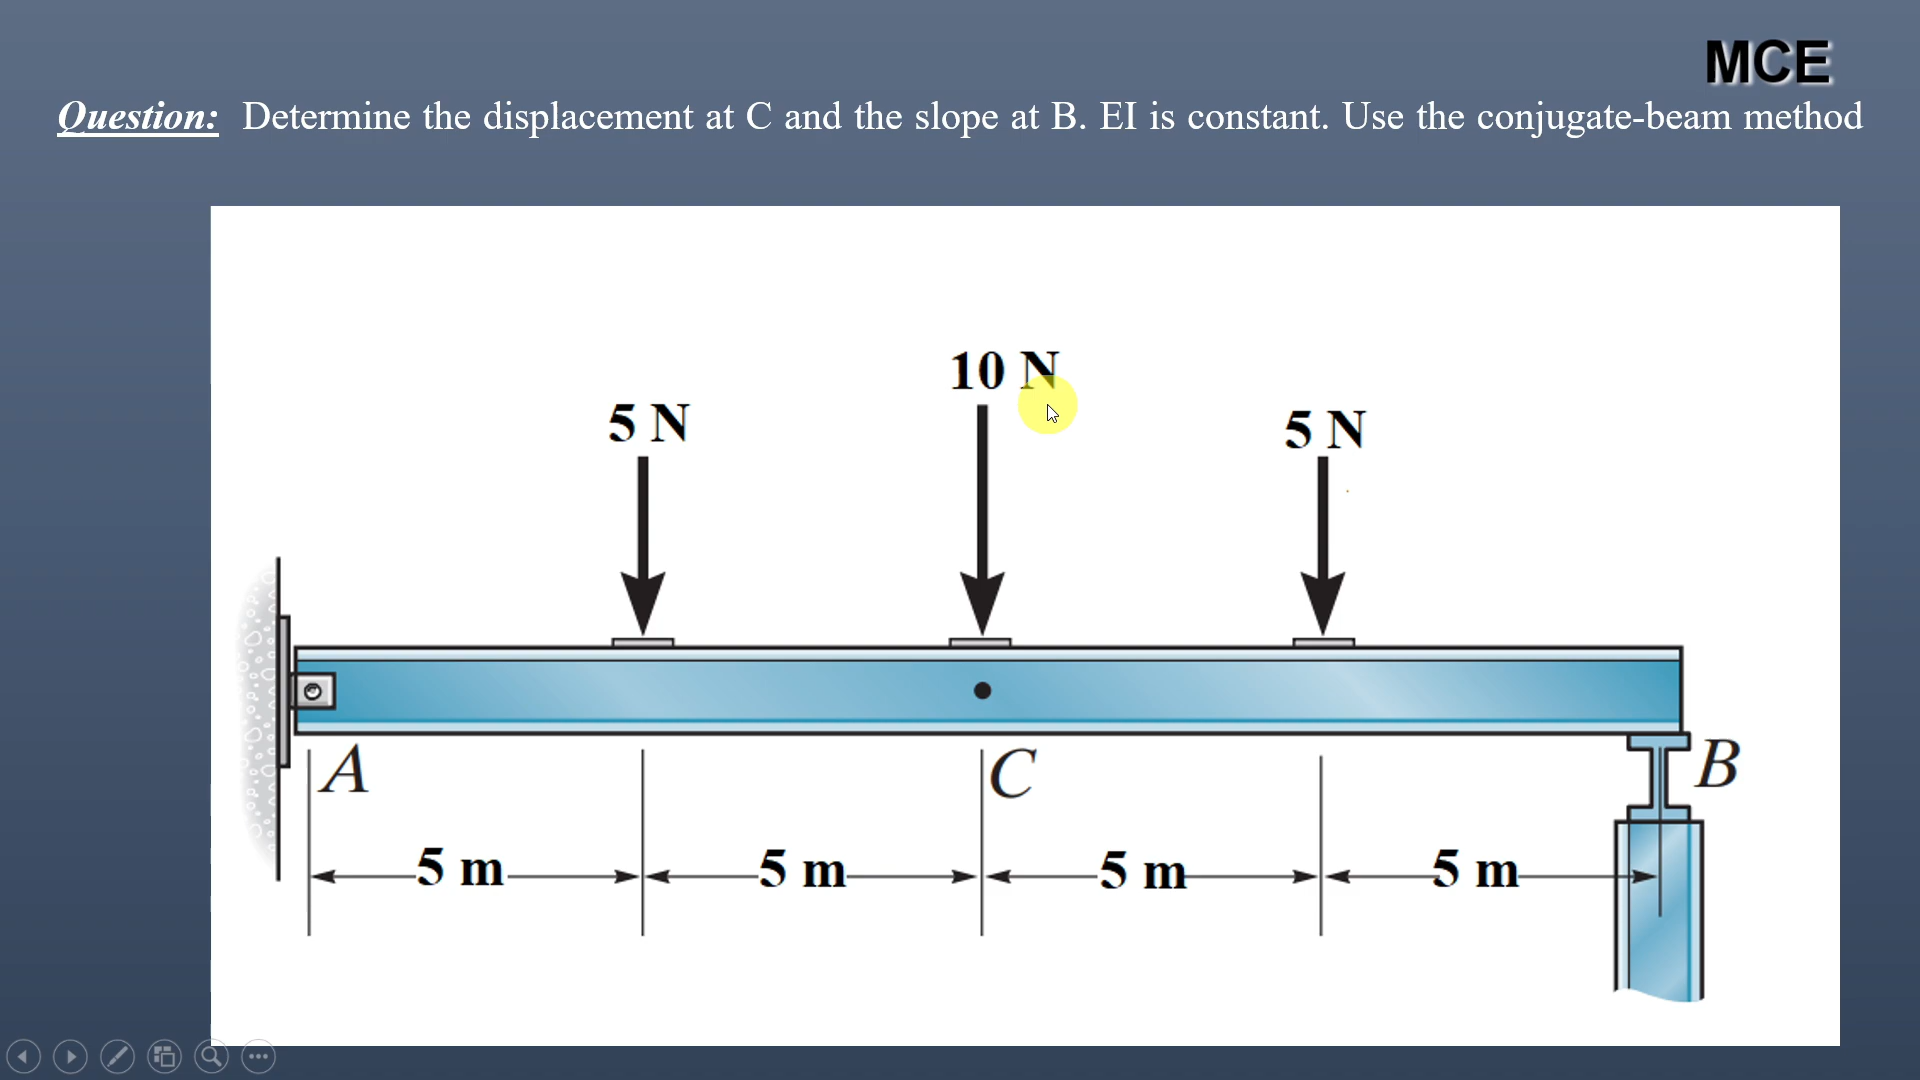 MCE
Question: Determine the displacement at C and the slope at B. EI is constant. Use the conjugate-beam method
10 N
5 N
5 N
A
C
B
5 m
5 m
5 m
5 m